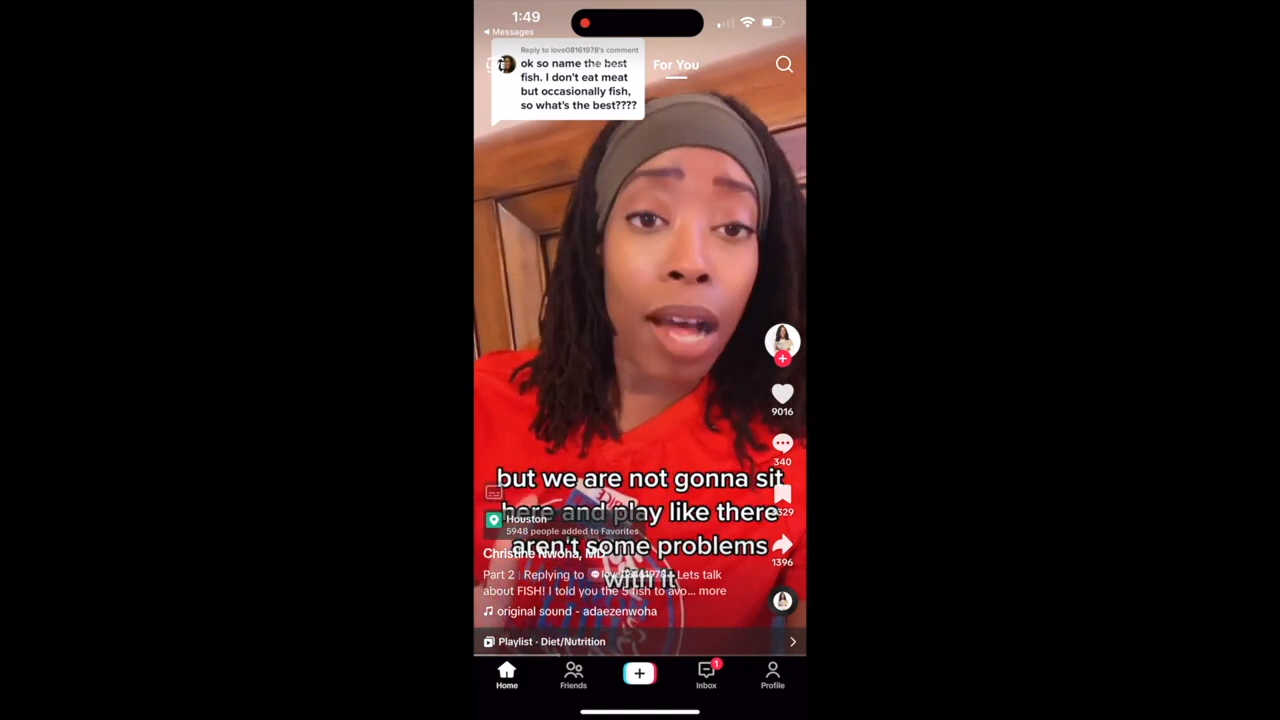 1:49
Messages
Reply to love08161978's comment
ok so name the best
fish. I don't eat meat
but occasionally fish,
so what's the best????
For You
9016
340
1396
but we are not gonna sit
here and play like there
aren't some problems
with it
Houston
5948 people added to Favorites
Christine Nwoha, MD
Part 2 | Replying to Lets talk
about FISH! I told you the 5 fish to avo... more
original sound - adaezenwoha
Playlist · Diet/Nutrition
Home
Friends
1
Inbox
Profile